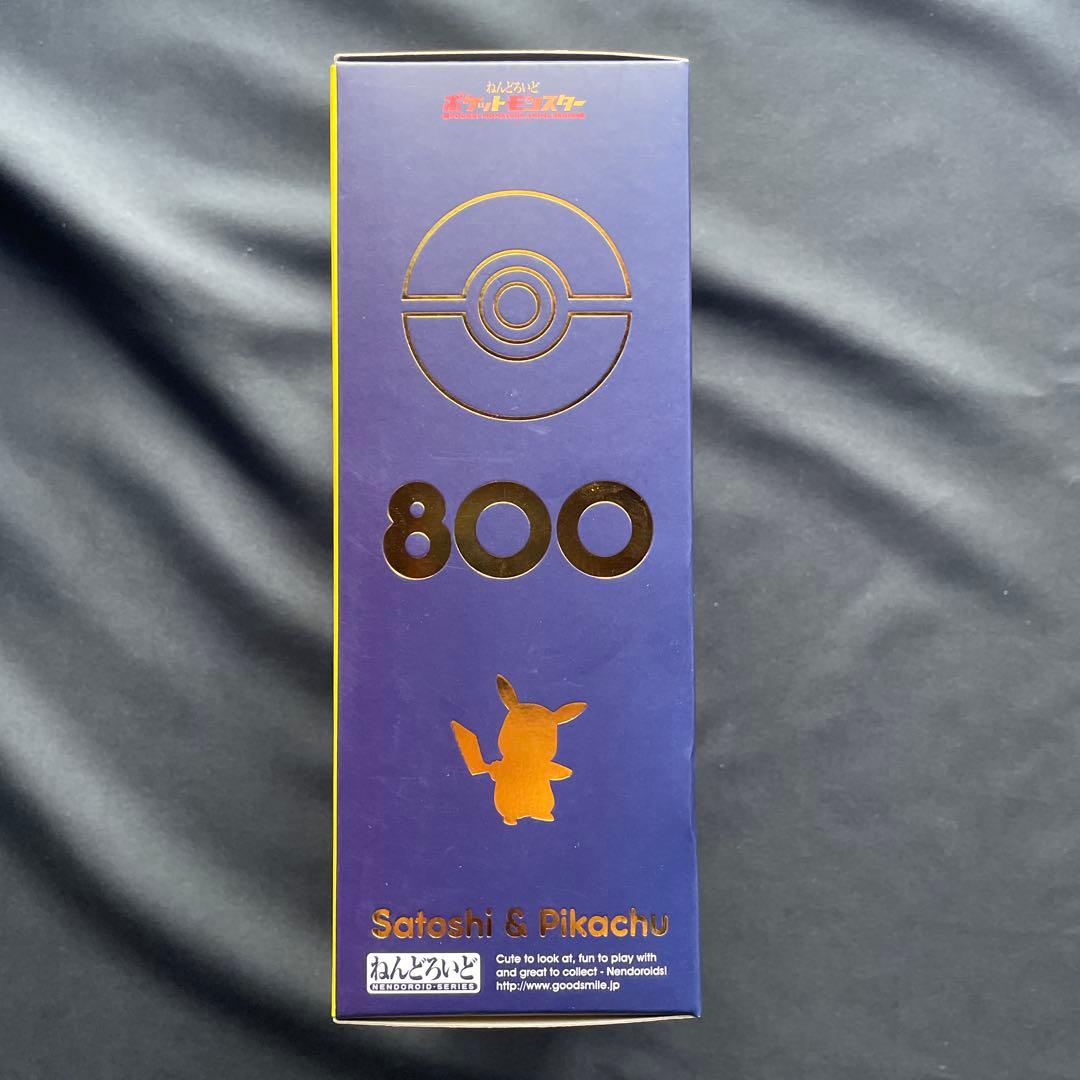 ねんどろいど
ポケットモンスター
800
Satoshi & Pikachu
ねんどろいど
NENDOROID-SERIES
Cute to look at, fun to play with
and great to collect - Nendoroids!
http://www.goodsmile.jp